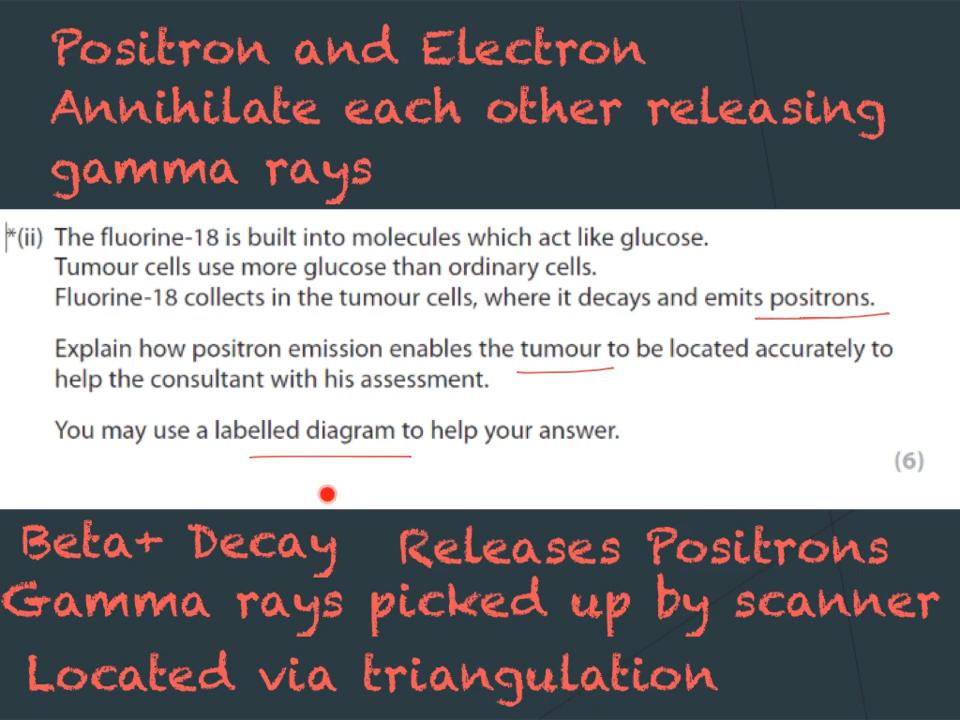 Positron and Electron
Annihilate each other releasing
gamma rays
*(ii) The fluorine-18 is built into molecules which act like glucose.
Tumour cells use more glucose than ordinary cells.
Fluorine-18 collects in the tumour cells, where it decays and emits positrons.
Explain how positron emission enables the tumour to be located accurately to
help the consultant with his assessment.
You may use a labelled diagram to help your answer.
(6)
Beta+ Decay Releases Positrons
Gamma rays picked up by scanner
Located via triangulation